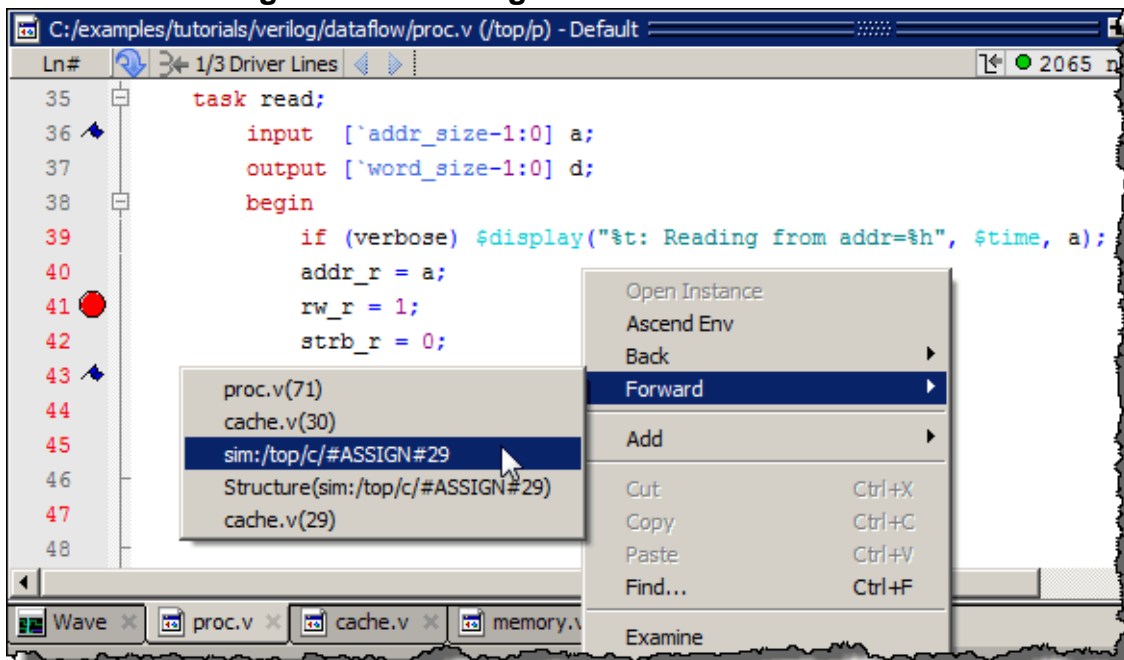 C:/examples/tutorials/verilog/dataflow/proc.v (/top/p) - Default
Ln# 1/3 Driver Lines 2065
35 task read;
36 input [`addr_size-1:0] a;
37 output [`word_size-1:0] d;
38 begin
39 if (verbose) $display("%t: Reading from addr=%h", $time, a);
40 addr_r = a;
41 rw_r = 1;
42 strb_r = 0;
43
44
45
46
47
48
proc.v(71)
cache.v(30)
sim:/top/c/#ASSIGN#29
Structure(sim:/top/c/#ASSIGN#29)
cache.v(29)
Open Instance
Ascend Env
Back
Forward
Add
Cut Ctrl+X
Copy Ctrl+C
Paste Ctrl+V
Find... Ctrl+F
Examine
Wave proc.v cache.v memory.v